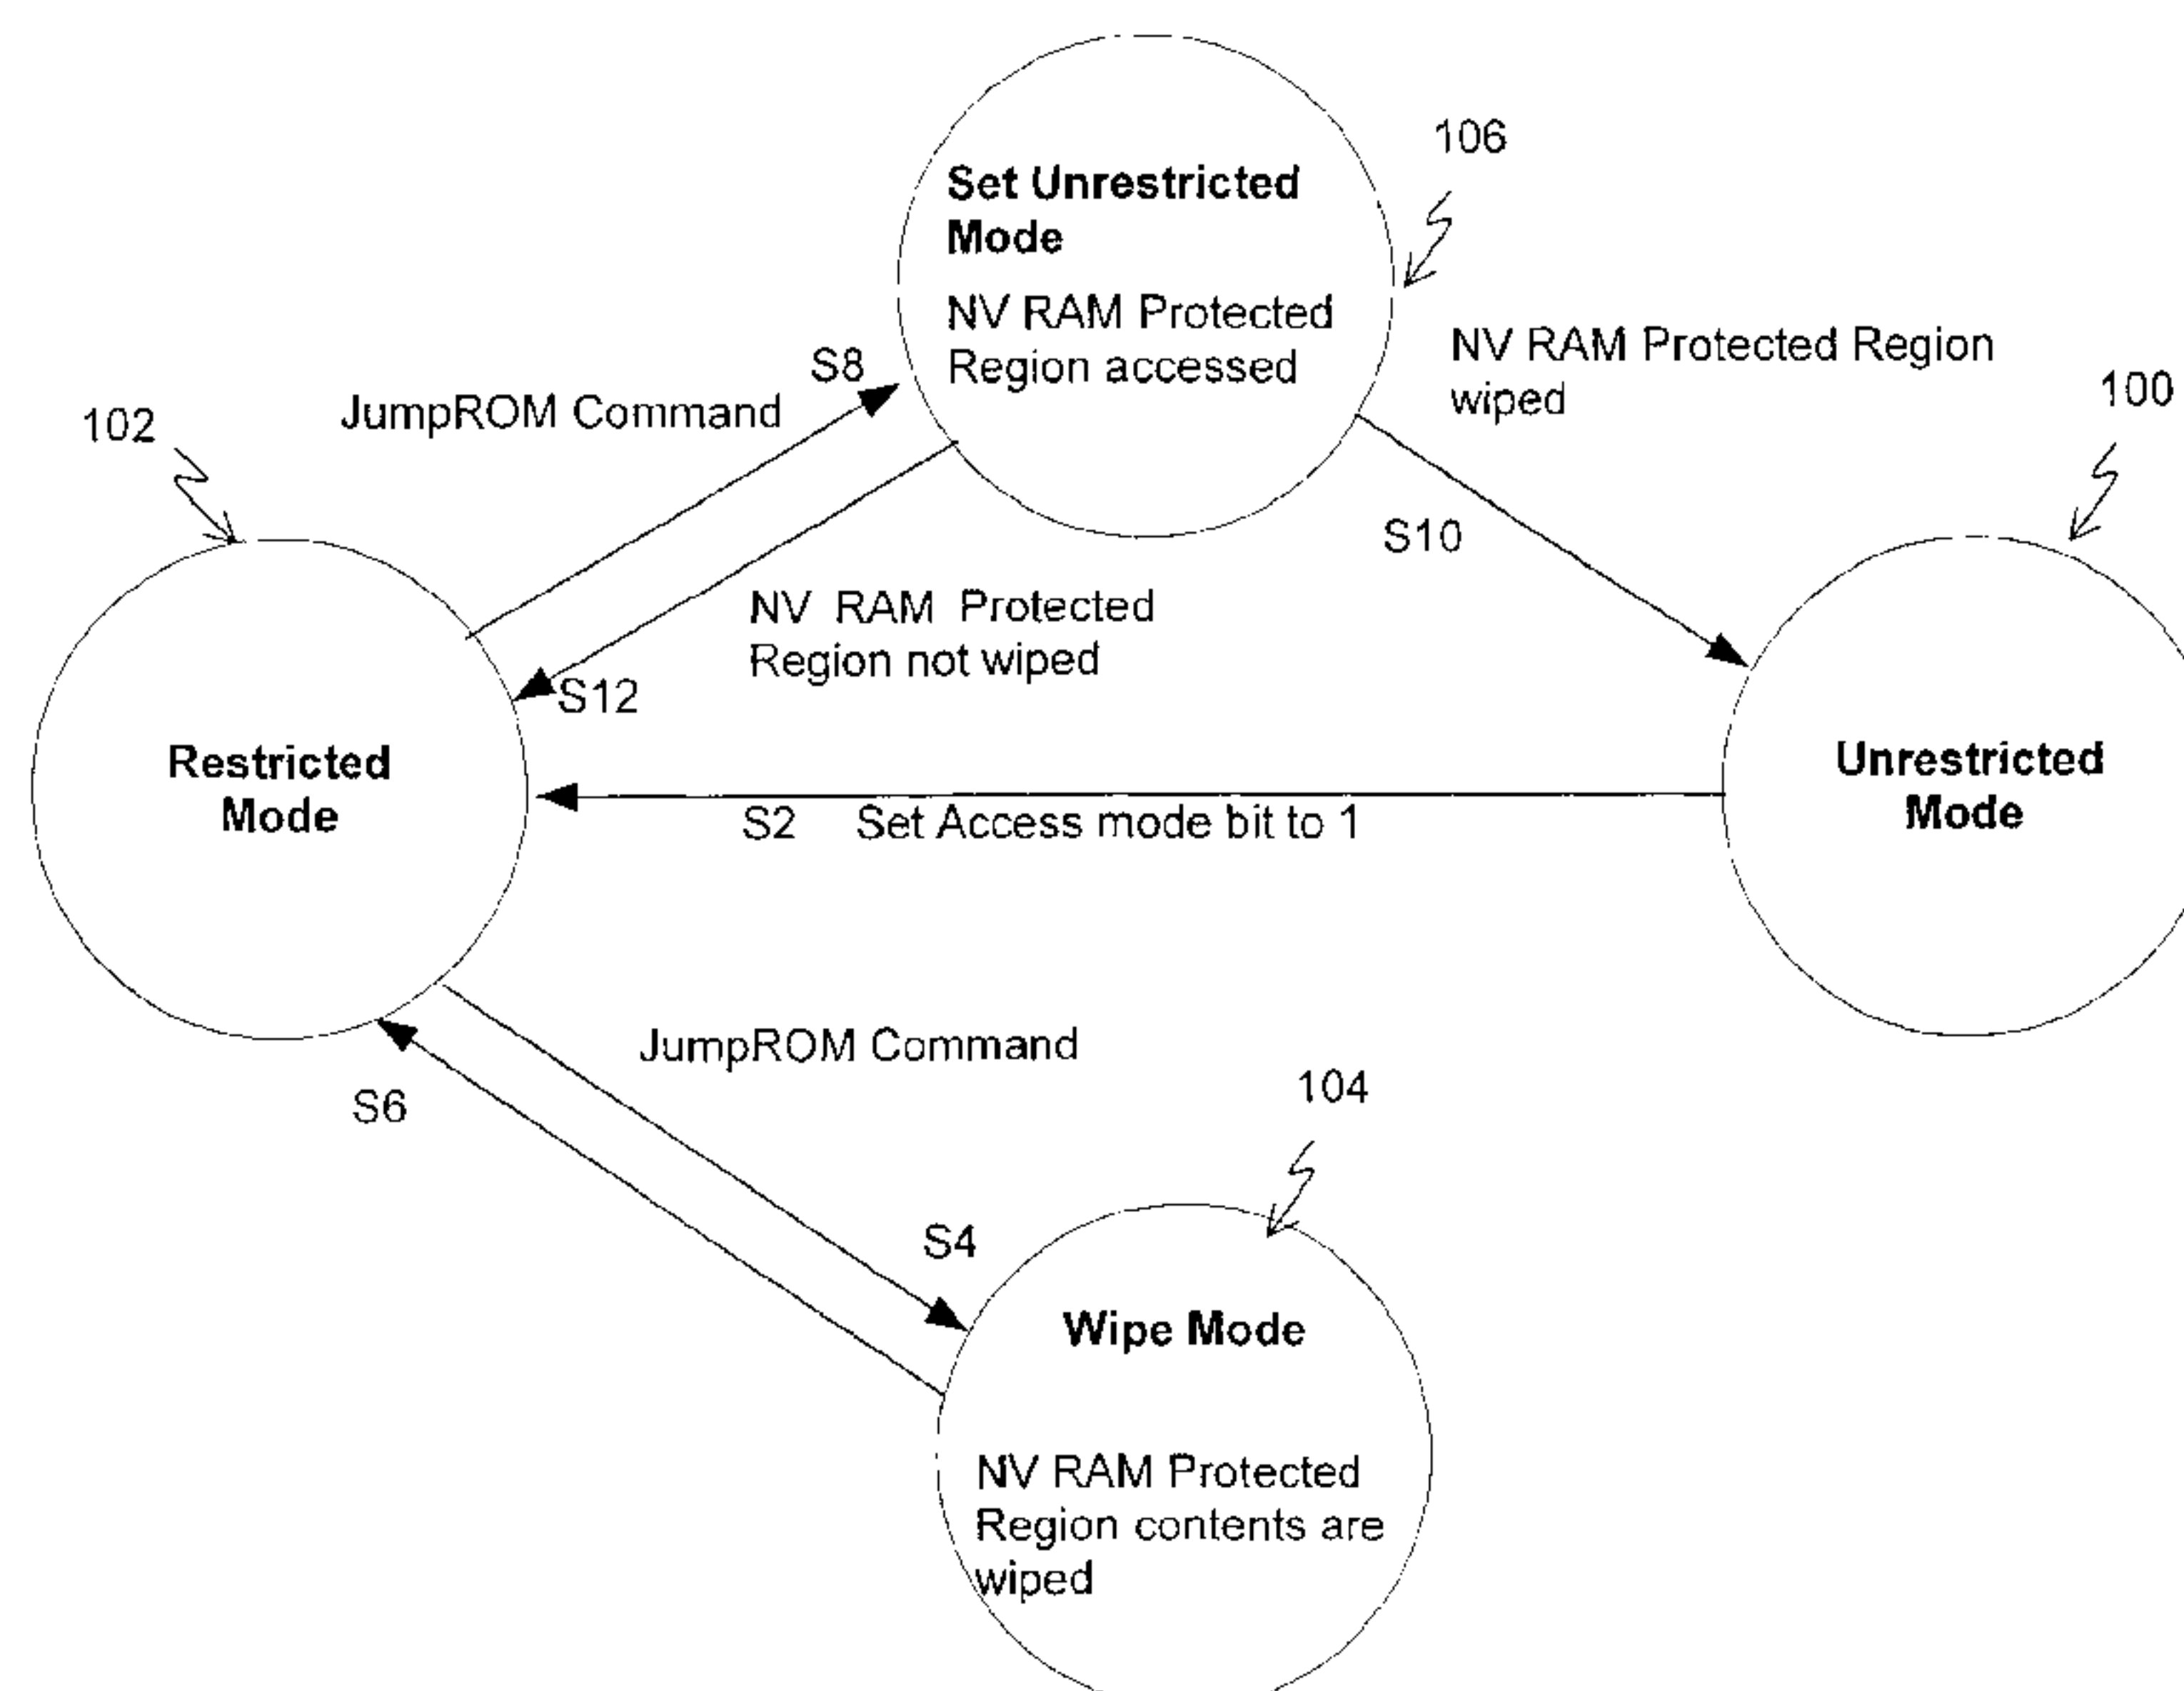 106
Set Unrestricted
Mode
NV RAM Protected
Region accessed
NV RAM Protected Region
wiped
100
S8
JumpROM Command
102
S10
NV RAM Protected
Region not wiped
S12
Restricted
Mode
Unrestricted
Mode
S2 Set Access mode bit to 1
JumpROM Command
S6
104
S4
Wipe Mode
NV RAM Protected
Region contents are
wiped